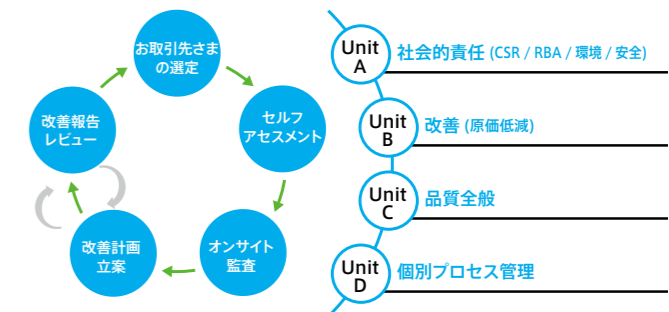 お取引先さま
の選定
セルフ
アセスメント
オンサイト
監査
改善計画
立案
改善報告
レビュー
Unit
A
社会的責任 (CSR / RBA / 環境 / 安全)
Unit
B
改善 (原価低減)
Unit
C
品質全般
Unit
D
個別プロセス管理